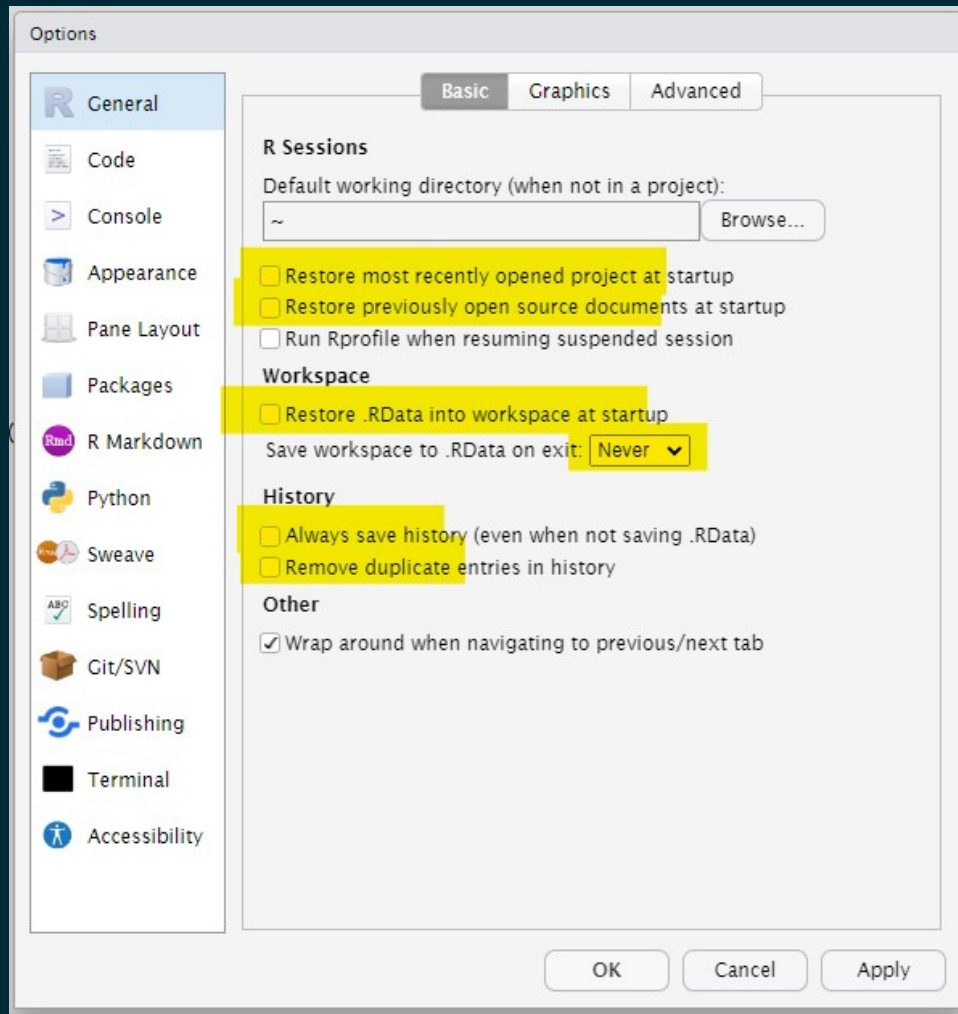 Options
General
Code
Console
Appearance
Pane Layout
Packages
R Markdown
Python
Sweave
Spelling
Git/SVN
Publishing
Terminal
Accessibility
Basic
Graphics
Advanced
R Sessions
Default working directory (when not in a project):
~
Browse...
Restore most recently opened project at startup
Restore previously open source documents at startup
Run Rprofile when resuming suspended session
Workspace
Restore .RData into workspace at startup
Save workspace to .RData on exit: Never
History
Always save history (even when not saving .RData)
Remove duplicate entries in history
Other
Wrap around when navigating to previous/next tab
OK
Cancel
Apply